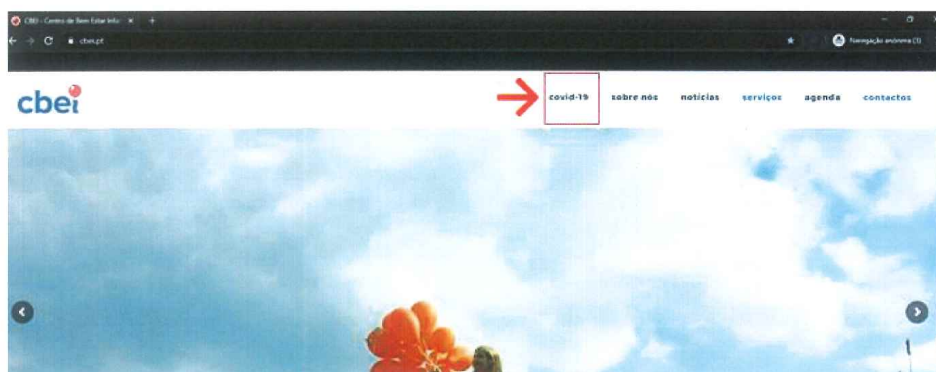 CBEI - Centro de Bem Estar Infa
cbei.pt
Navegação anónima (3)
cbei
covid-19 sobre nós notícias serviços agenda contactos